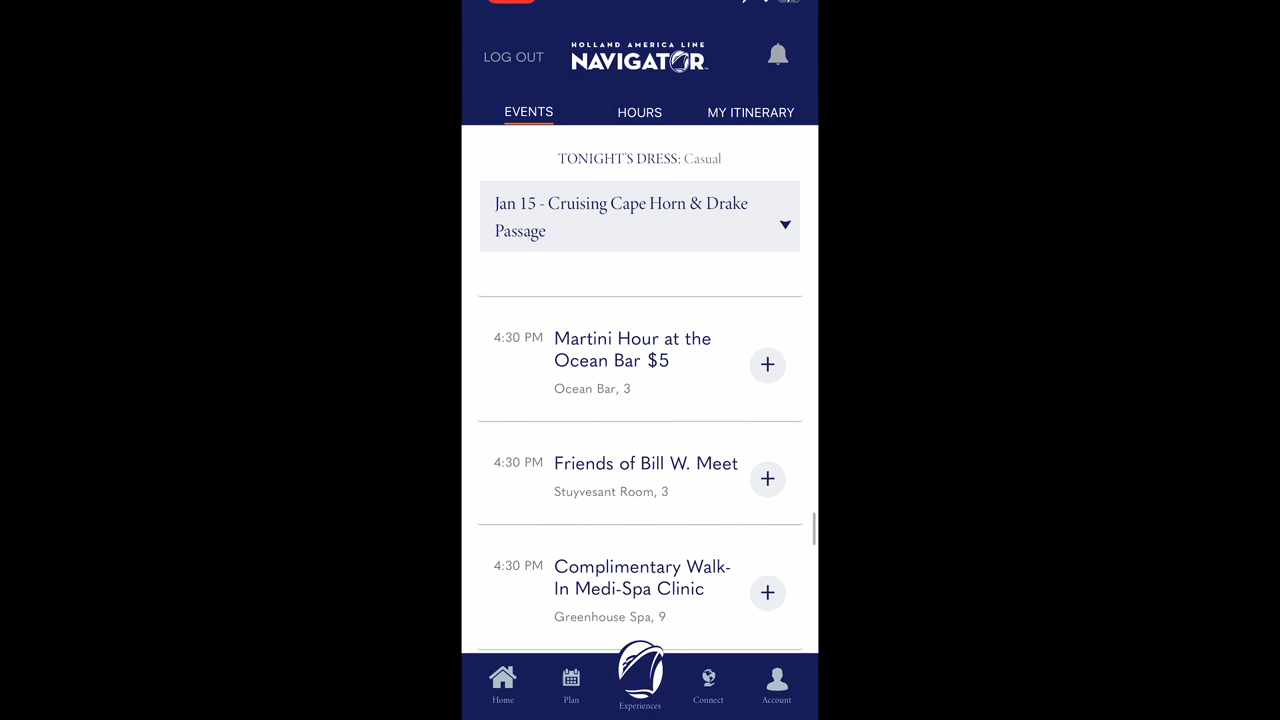 LOG OUT
HOLLAND AMERICA LINE
NAVIGATOR
EVENTS
HOURS
MY ITINERARY
TONIGHT'S DRESS: Casual
Jan 15 - Cruising Cape Horn & Drake
Passage
4:30 PM
Martini Hour at the
Ocean Bar $5
Ocean Bar, 3
+
4:30 PM
Friends of Bill W. Meet
Stuyvesant Room, 3
+
4:30 PM
Complimentary Walk-
In Medi-Spa Clinic
Greenhouse Spa, 9
+
Home
Plan
Experiences
Connect
Account